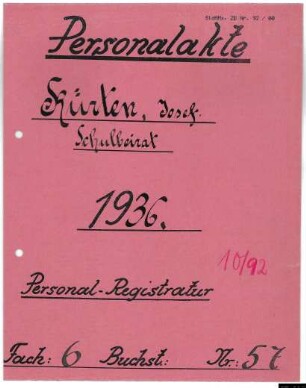 Personalakte
Kürten, Josef.
Schulbeirat
1936.
10/92
Personal-Registratur
Fach: 6 Buchst.: Nr: 57